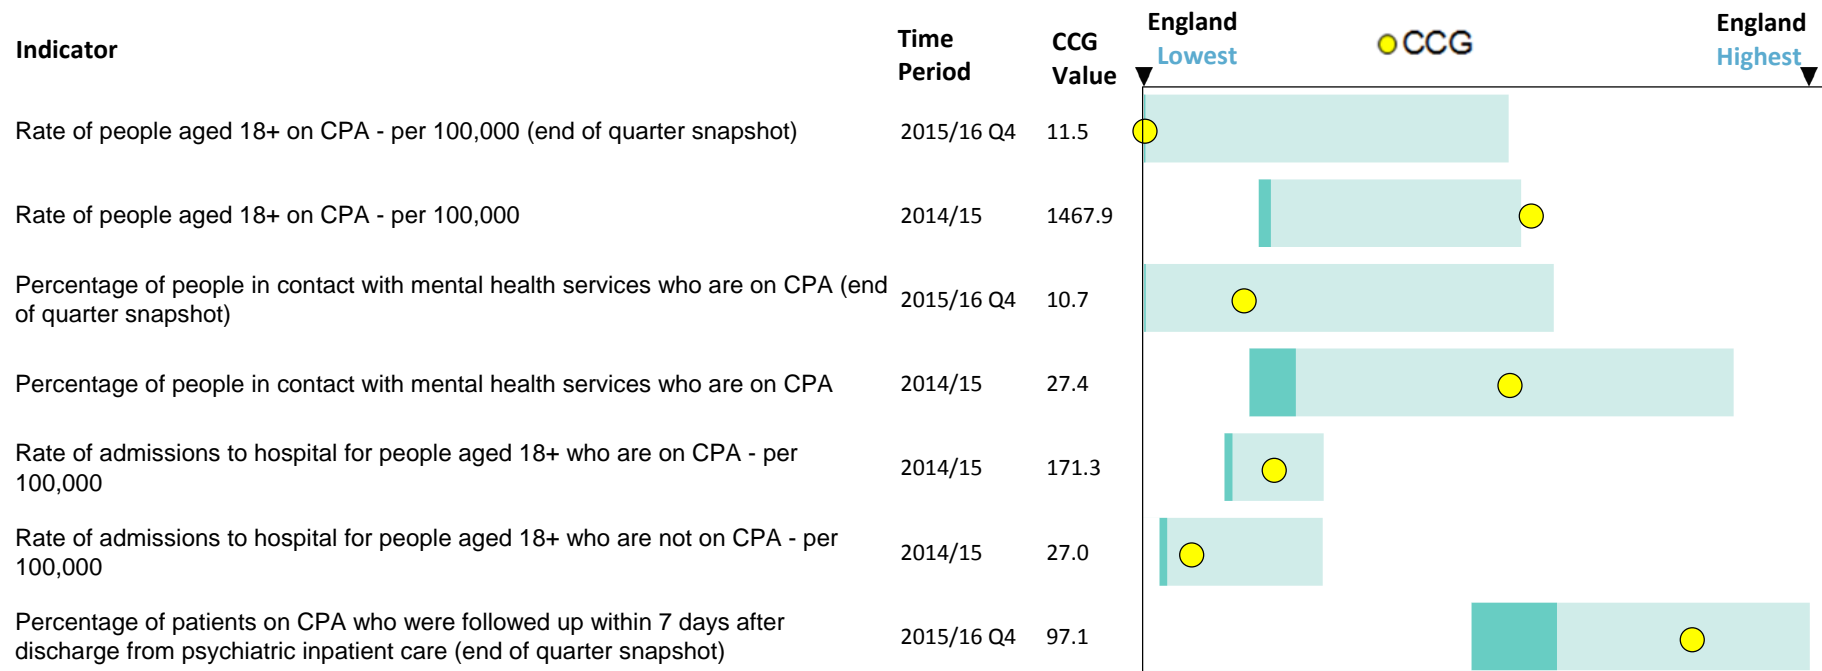 Indicator
Time Period
CCG Value
England Lowest
CCG
England Highest
Rate of people aged 18+ on CPA - per 100,000 (end of quarter snapshot) 2015/16 Q4 11.5
Rate of people aged 18+ on CPA - per 100,000 2014/15 1467.9
Percentage of people in contact with mental health services who are on CPA (end
of quarter snapshot) 2015/16 Q4 10.7
Percentage of people in contact with mental health services who are on CPA 2014/15 27.4
Rate of admissions to hospital for people aged 18+ who are on CPA - per
100,000 2014/15 171.3
Rate of admissions to hospital for people aged 18+ who are not on CPA - per
100,000 2014/15 27.0
Percentage of patients on CPA who were followed up within 7 days after
discharge from psychiatric inpatient care (end of quarter snapshot) 2015/16 Q4 97.1